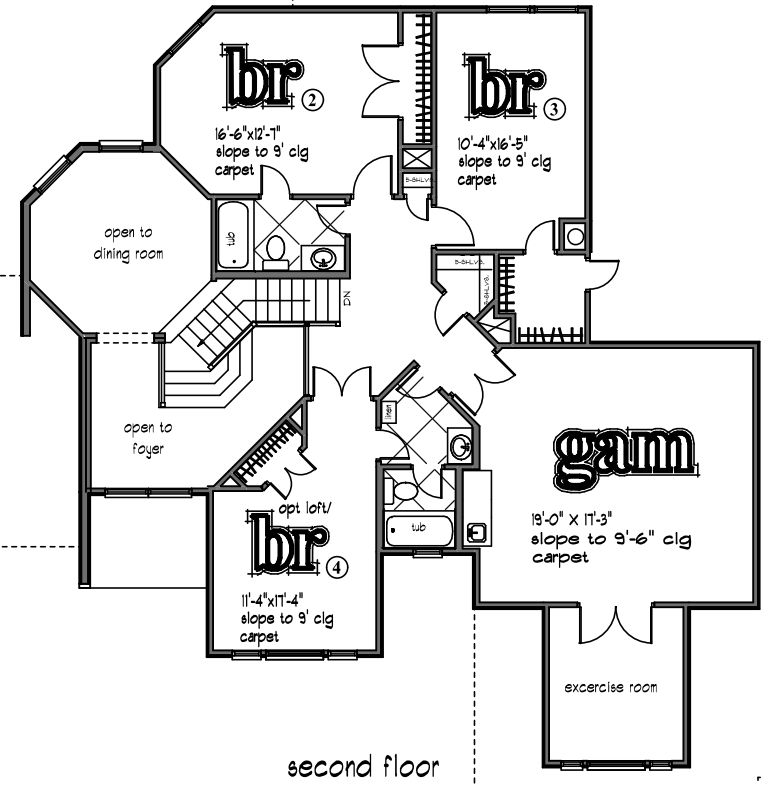 br 2
16'-6"x12'-7"
slope to 9' clg
carpet
br 3
10'-4"x16'-5"
slope to 9' clg
carpet
5-SHLVS.
open to
dining room
tub
5-SHLVS.
5-SHLVS.
DN
open to
foyer
linen
gam
19'-0" X 17'-3"
slope to 9'-6" clg
carpet
opt loft/
br 4
11'-4"x17'-4"
slope to 9' clg
carpet
tub
excercise room
second floor